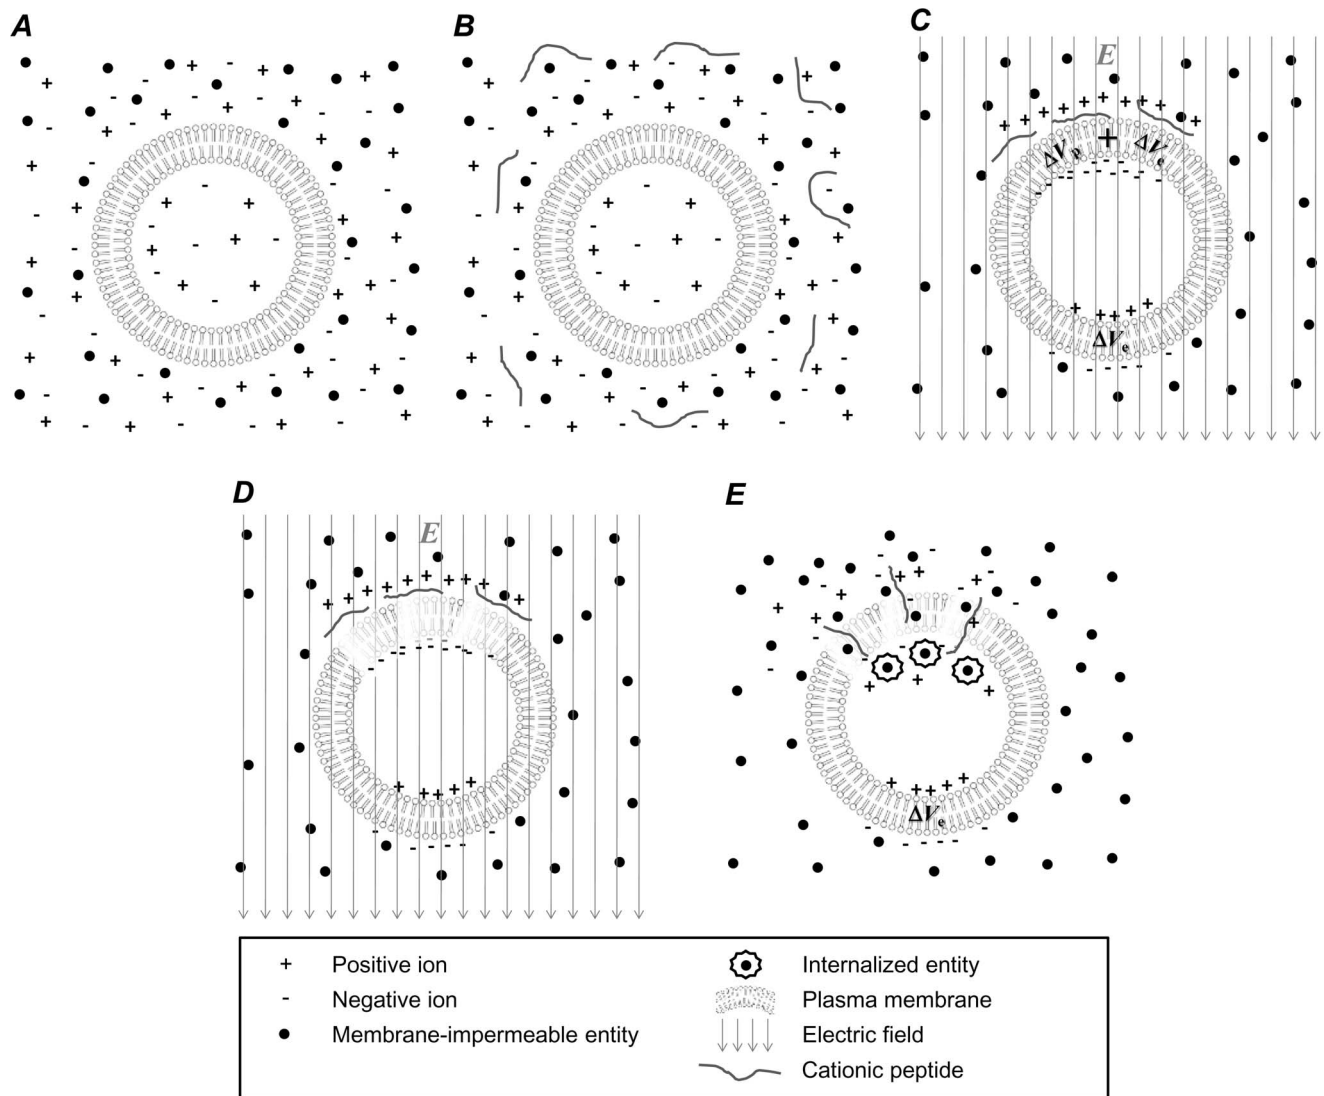 A
B
C
E
ΔVp
+
ΔVe
ΔVe
D
E
E
ΔVe
+ Positive ion
- Negative ion
Membrane-impermeable entity
Internalized entity
Plasma membrane
Electric field
Cationic peptide